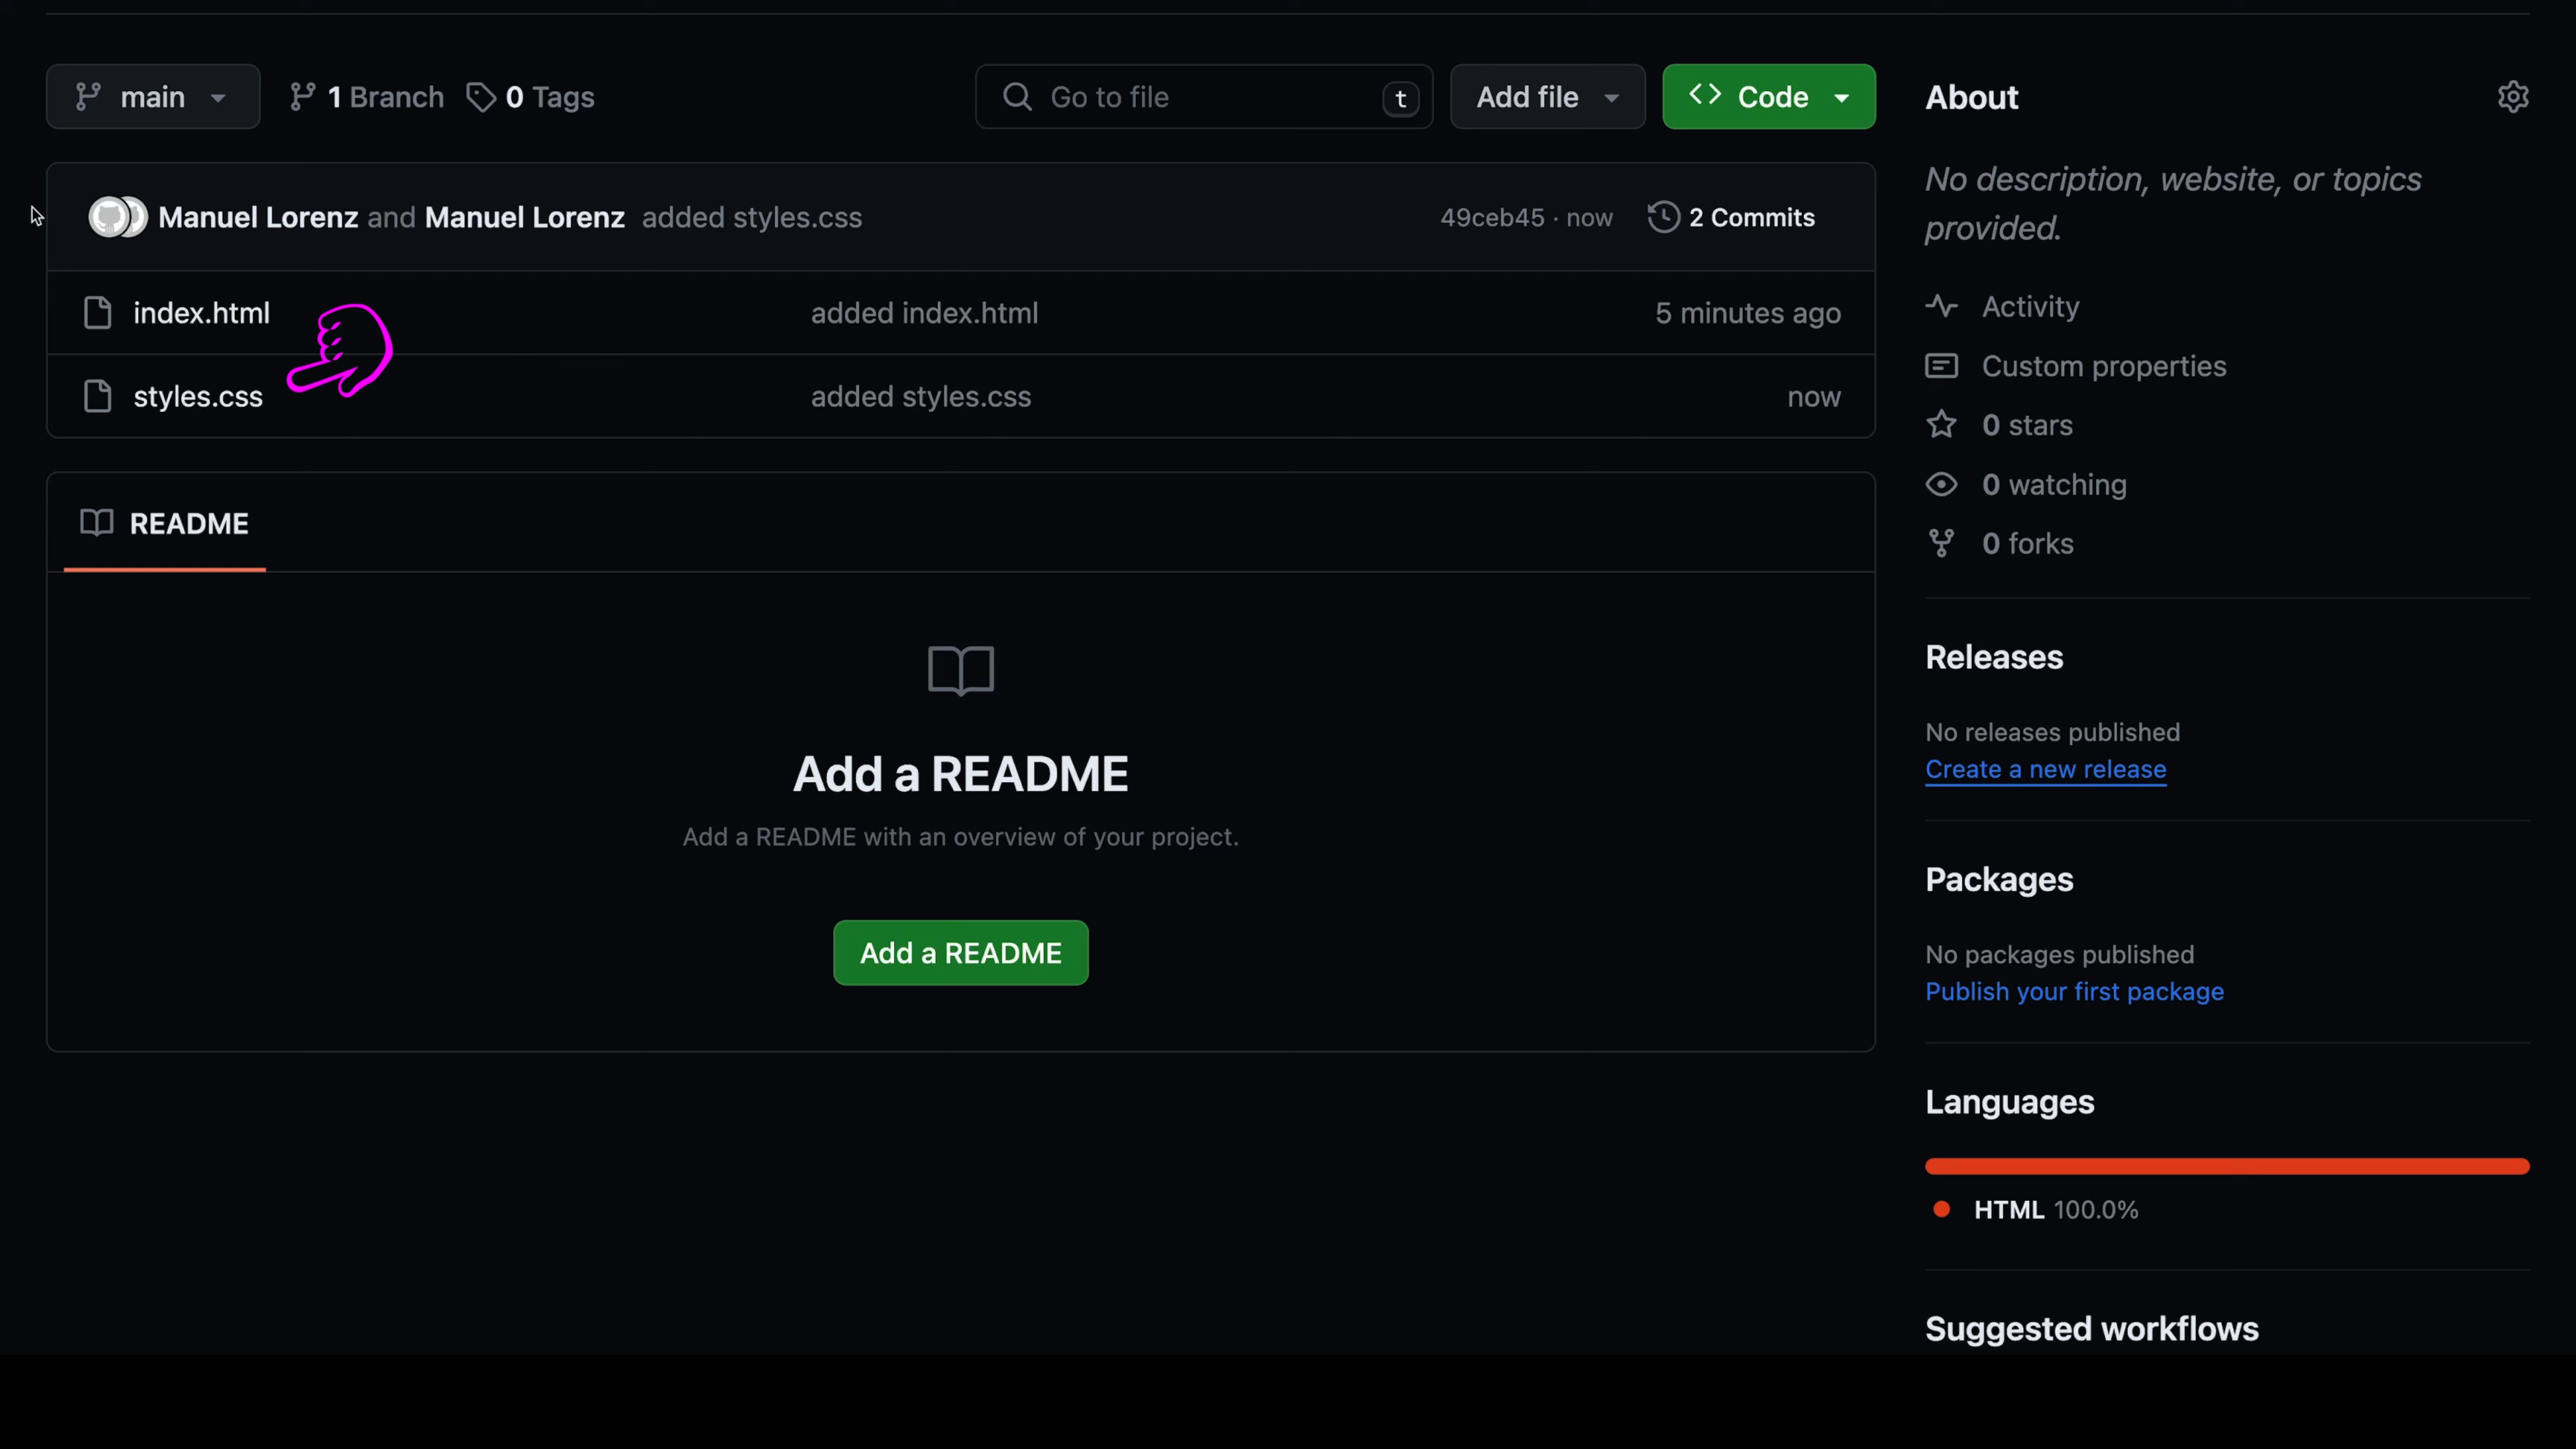 main
1 Branch
0 Tags
Go to file
t
Add file
Code
Manuel Lorenz and Manuel Lorenz added styles.css
49ceb45 · now
2 Commits
index.html
added index.html
5 minutes ago
styles.css
added styles.css
now
README
Add a README
Add a README with an overview of your project.
Add a README
About
No description, website, or topics
provided.
Activity
Custom properties
0 stars
0 watching
0 forks
Releases
No releases published
Create a new release
Packages
No packages published
Publish your first package
Languages
HTML 100.0%
Suggested workflows